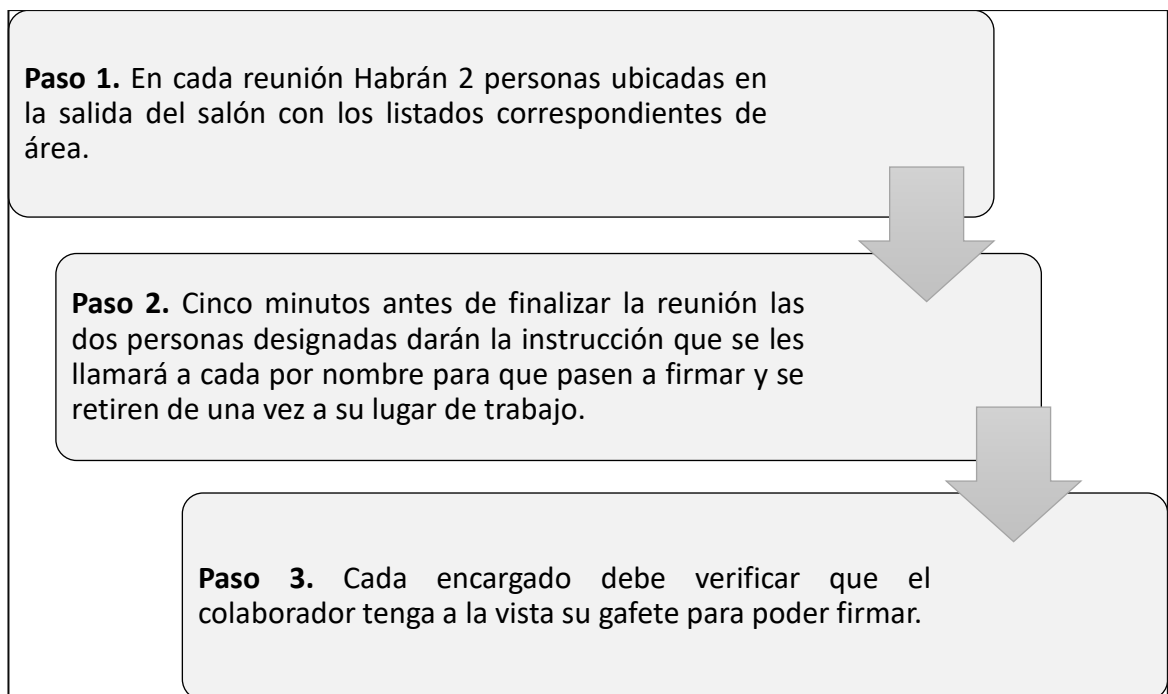 Paso 1. En cada reunión Habrán 2 personas ubicadas en
la salida del salón con los listados correspondientes de
área.
Paso 2. Cinco minutos antes de finalizar la reunión las
dos personas designadas darán la instrucción que se les
llamará a cada por nombre para que pasen a firmar y se
retiren de una vez a su lugar de trabajo.
Paso 3. Cada encargado debe verificar que el
colaborador tenga a la vista su gafete para poder firmar.